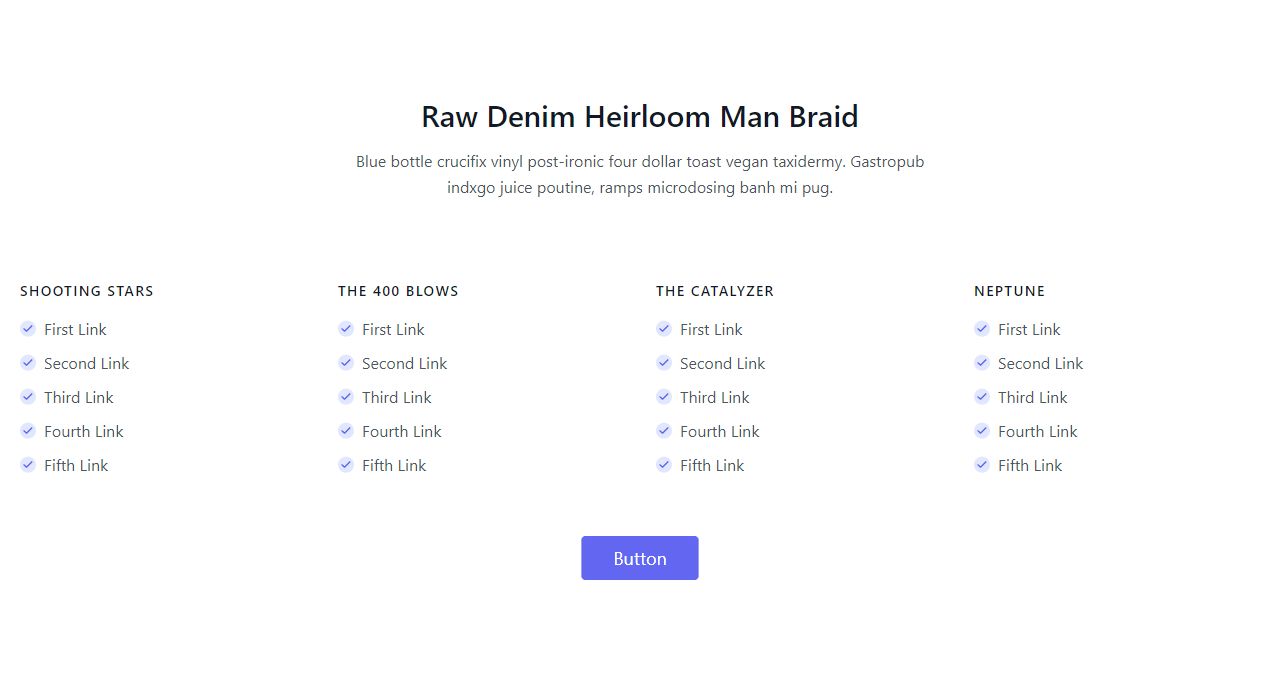 Raw Denim Heirloom Man Braid
Blue bottle crucifix vinyl post-ironic four dollar toast vegan taxidermy. Gastropub
indxgo juice poutine, ramps microdosing banh mi pug.
SHOOTING STARS
First Link
Second Link
Third Link
Fourth Link
Fifth Link
THE 400 BLOWS
First Link
Second Link
Third Link
Fourth Link
Fifth Link
THE CATALYZER
First Link
Second Link
Third Link
Fourth Link
Fifth Link
NEPTUNE
First Link
Second Link
Third Link
Fourth Link
Fifth Link
Button